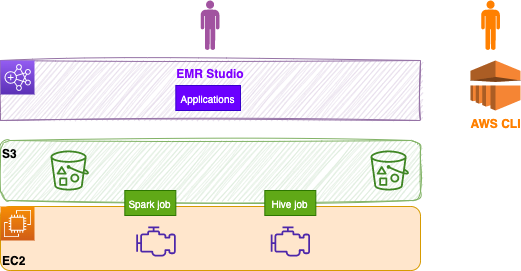 EMR Studio
Applications
AWS CLI
S3
Spark job
Hive job
EC2